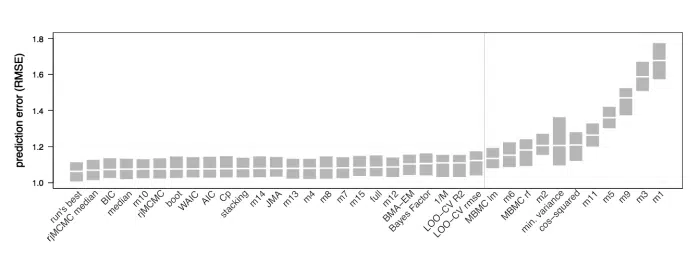 prediction error (RMSE)
1.8
1.6
1.4
1.2
1.0
run's best
rjMCMC median
BIC
median
m10
rjMCMC
boot
WAIC
AIC
Cp
stacking
m14
JMA
m13
m4
m8
m7
m15
full
m12
BMA-EM
Bayes Factor
1/M
LOO-CV R2
LOO-CV rmse
MBMC lm
m6
MBMC rf
m2
min. variance
cos-squared
m11
m5
m9
m3
m1